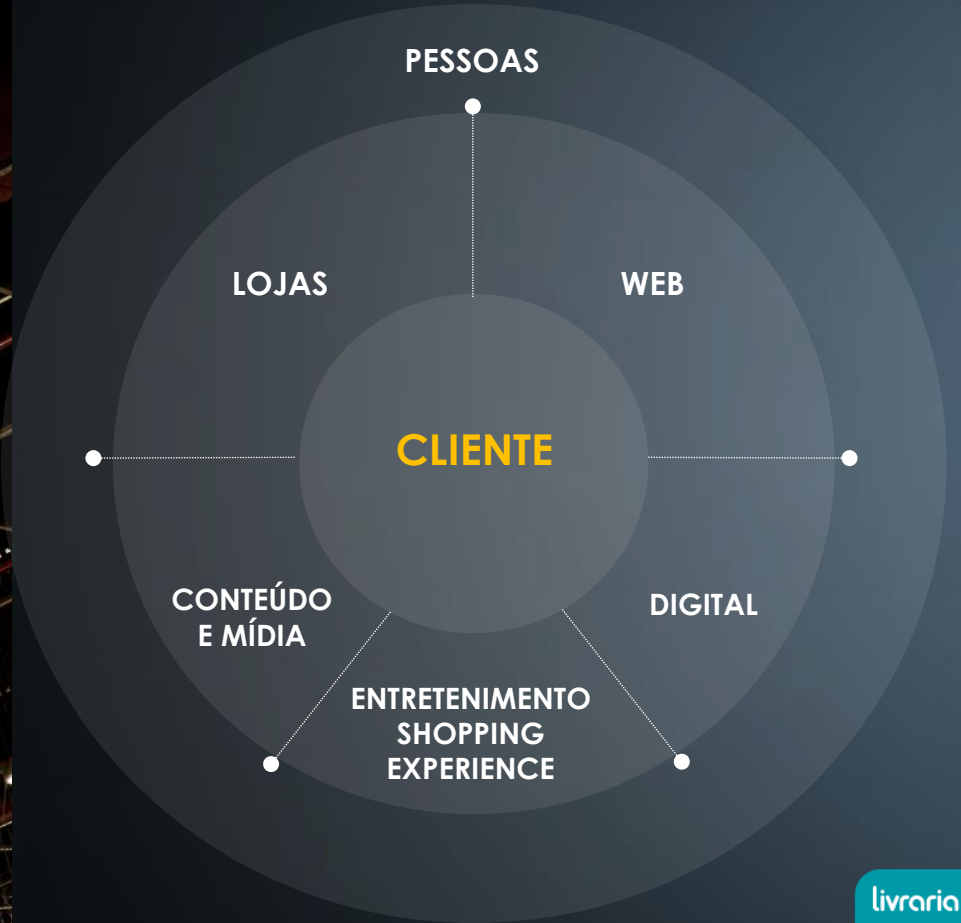 PESSOAS
LOJAS
WEB
CLIENTE
CONTEÚDO
E MÍDIA
DIGITAL
ENTRETENIMENTO
SHOPPING
EXPERIENCE
livraria